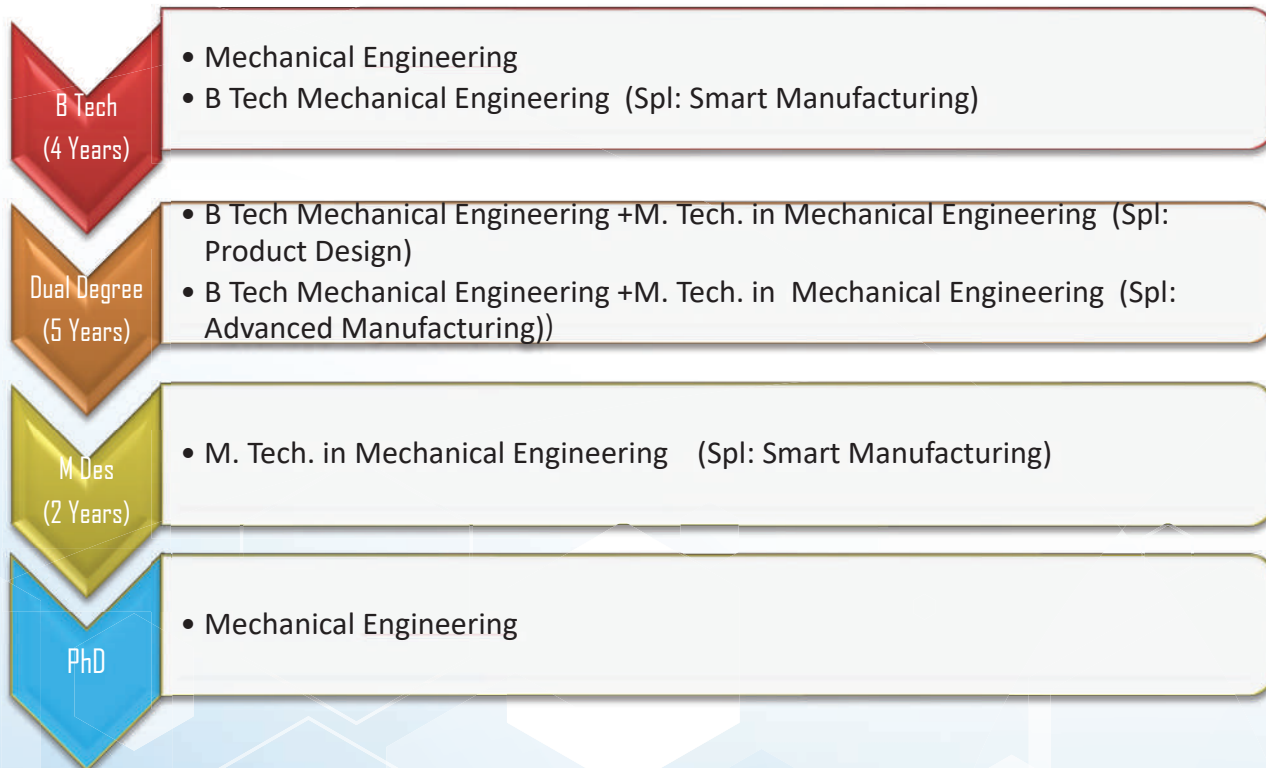 B Tech
(4 Years)
• Mechanical Engineering
• B Tech Mechanical Engineering (Spl: Smart Manufacturing)
Dual Degree
(5 Years)
• B Tech Mechanical Engineering +M. Tech. in Mechanical Engineering (Spl:
Product Design)
• B Tech Mechanical Engineering +M. Tech. in Mechanical Engineering (Spl:
Advanced Manufacturing))
M Des
(2 Years)
• M. Tech. in Mechanical Engineering (Spl: Smart Manufacturing)
PhD
• Mechanical Engineering